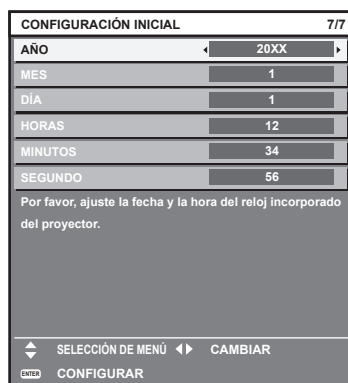 CONFIGURACIÓN INICIAL 7/7
AÑO 20XX
MES 1
DÍA 1
HORAS 12
MINUTOS 34
SEGUNDO 56
Por favor, ajuste la fecha y la hora del reloj incorporado
del proyector.
SELECCIÓN DE MENÚ CAMBIAR
ENTER CONFIGURAR